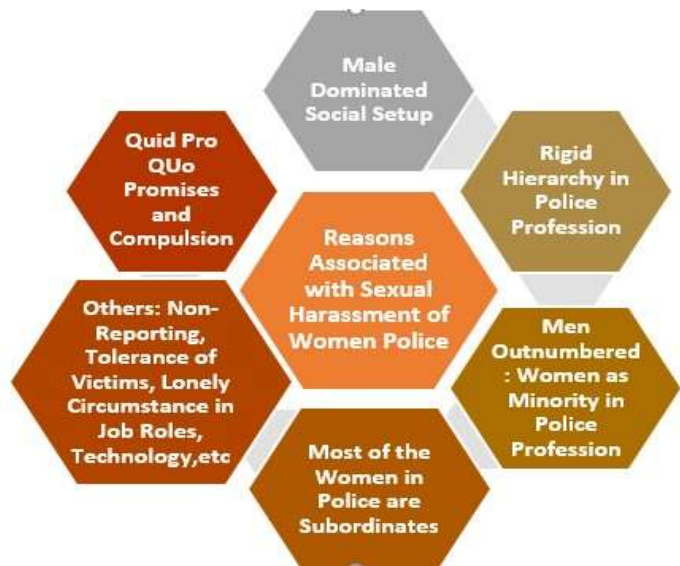 Male
Dominated
Social Setup
Rigid
Hierarchy in
Police
Profession
Men
Outnumbered
: Women as
Minority in
Police
Profession
Most of the
Women in
Police are
Subordinates
Others: Non-
Reporting,
Tolerance of
Victims, Lonely
Circumstance in
Job Roles,
Technology,etc
Quid Pro
QUo
Promises
and
Compulsion
Reasons
Associated
with Sexual
Harassment of
Women Police